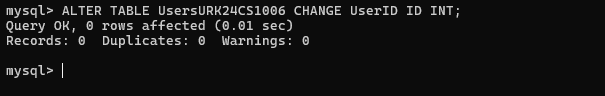 mysql> ALTER TABLE UsersURK24CS1006 CHANGE UserID ID INT;
Query OK, 0 rows affected (0.01 sec)
Records: 0  Duplicates: 0  Warnings: 0
mysql>